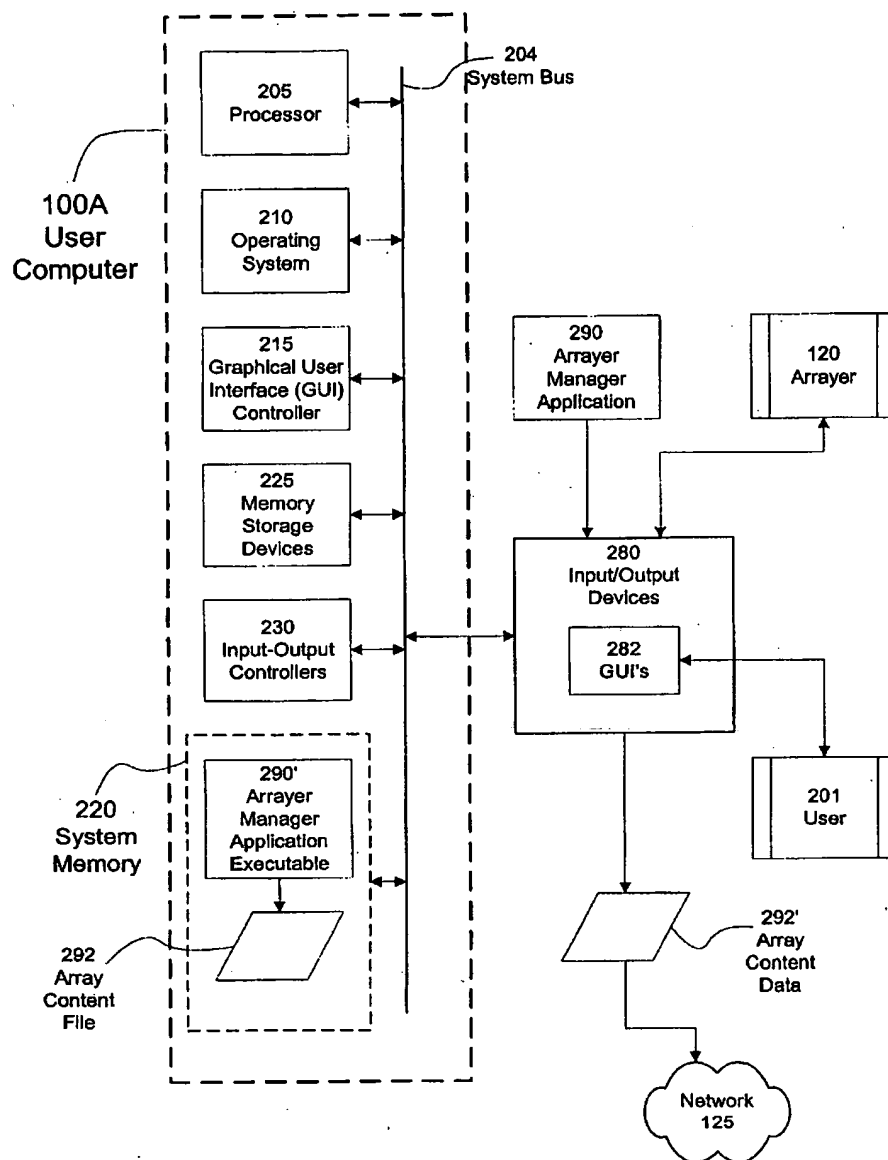 204
System Bus
205
Processor
100A
User
Computer
210
Operating
System
215
Graphical User
Interface (GUI)
Controller
290
Arrayer
Manager
Application
120
Arrayer
225
Memory
Storage
Devices
280
Input/Output
Devices
230
Input-Output
Controllers
282
GUI's
220
System
Memory
290'
Arrayer
Manager
Application
Executable
201
User
292
Array
Content
File
292'
Array
Content
Data
Network
125